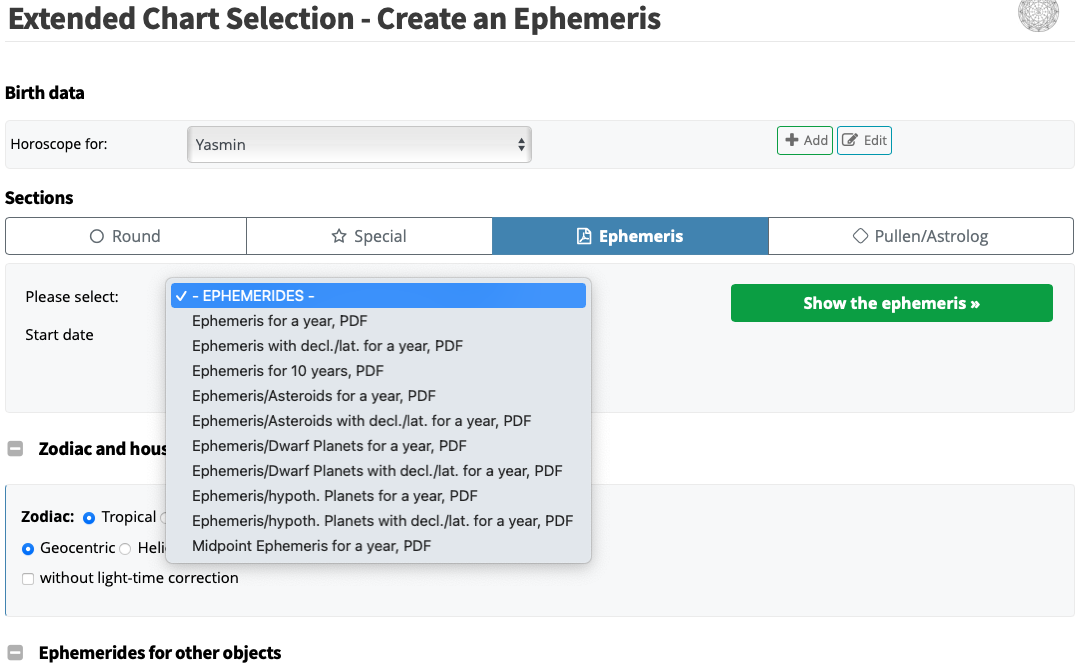 Extended Chart Selection - Create an Ephemeris
Birth data
Horoscope for: Yasmin Add Edit
Sections
Round Special Ephemeris Pullen/Astrolog
Please select: ✓ - EPHEMERIDES - Show the ephemeris »
Ephemeris for a year, PDF
Start date
Ephemeris with decl./lat. for a year, PDF
Ephemeris for 10 years, PDF
Ephemeris/Asteroids for a year, PDF
Ephemeris/Asteroids with decl./lat. for a year, PDF
Ephemeris/Dwarf Planets for a year, PDF
Ephemeris/Dwarf Planets with decl./lat. for a year, PDF
Ephemeris/hypoth. Planets for a year, PDF
Ephemeris/hypoth. Planets with decl./lat. for a year, PDF
Midpoint Ephemeris for a year, PDF
Zodiac and hous
Zodiac: Tropical
Geocentric Heli
without light-time correction
Ephemerides for other objects